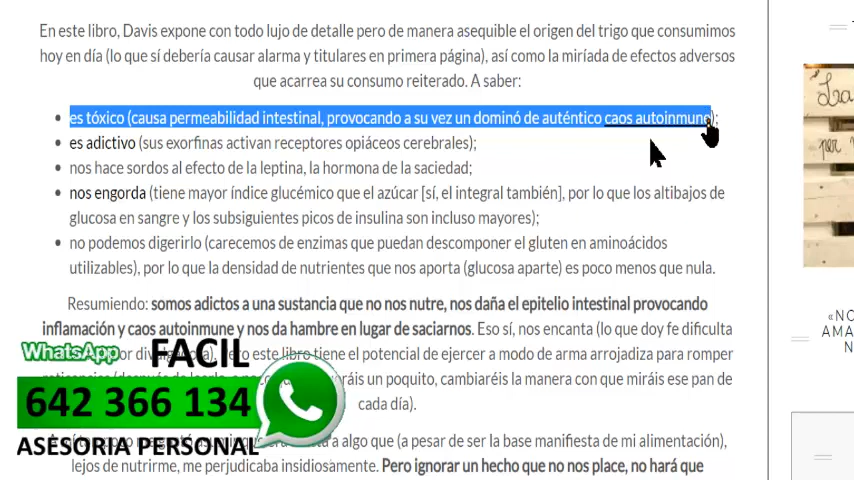 En este libro, Davis expone con todo lujo de detalle pero de manera asequible el origen del trigo que consumimos
hoy en día (lo que sí debería causar alarma y titulares en primera página), así como la miríada de efectos adversos
que acarrea su consumo reiterado. A saber:
es tóxico (causa permeabilidad intestinal, provocando a su vez un dominó de auténtico caos autoinmune);
es adictivo (sus exorfinas activan receptores opiáceos cerebrales);
nos hace sordos al efecto de la leptina, la hormona de la saciedad;
nos engorda (tiene mayor índice glucémico que el azúcar [sí, el integral también], por lo que los altibajos de
glucosa en sangre y los subsiguientes picos de insulina son incluso mayores);
no podemos digerirlo (carecemos de enzimas que puedan descomponer el gluten en aminoácidos
utilizables), por lo que la densidad de nutrientes que nos aporta (glucosa aparte) es poco menos que nula.
Resumiendo: somos adictos a una sustancia que no nos nutre, nos daña el epitelio intestinal provocando
inflamación y caos autoinmune y nos da hambre en lugar de saciarnos. Eso sí, nos encanta (lo que doy fe dificulta
este libro tiene el potencial de ejercer a modo de arma arrojadiza para romper
un poquito, cambiaréis la manera con que miráis ese pan de
cada día).
a algo que (a pesar de ser la base manifiesta de mi alimentación),
lejos de nutrirme, me perjudicaba insidiosamente. Pero ignorar un hecho que no nos place, no hará que
WhatsApp FACIL
642 366 134
ASESORIA PERSONAL
La
per
«NO
AMA
N